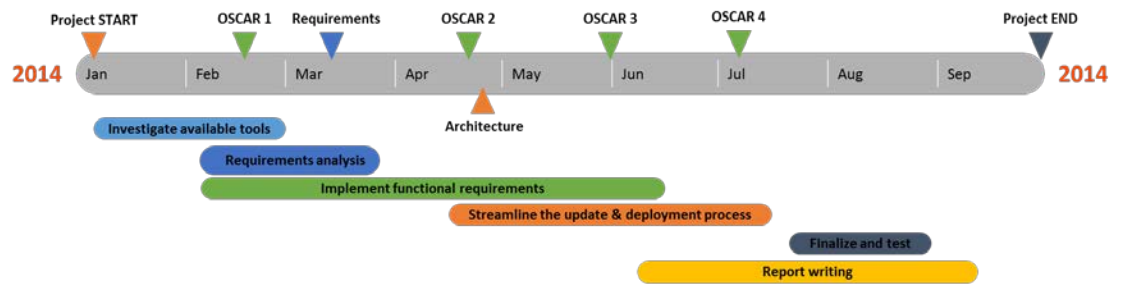 Project START OSCAR 1 Requirements OSCAR 2 OSCAR 3 OSCAR 4 Project END
2014 Jan Feb Mar Apr May Jun Jul Aug Sep 2014
Architecture
Investigate available tools
Requirements analysis
Implement functional requirements
Streamline the update & deployment process
Finalize and test
Report writing